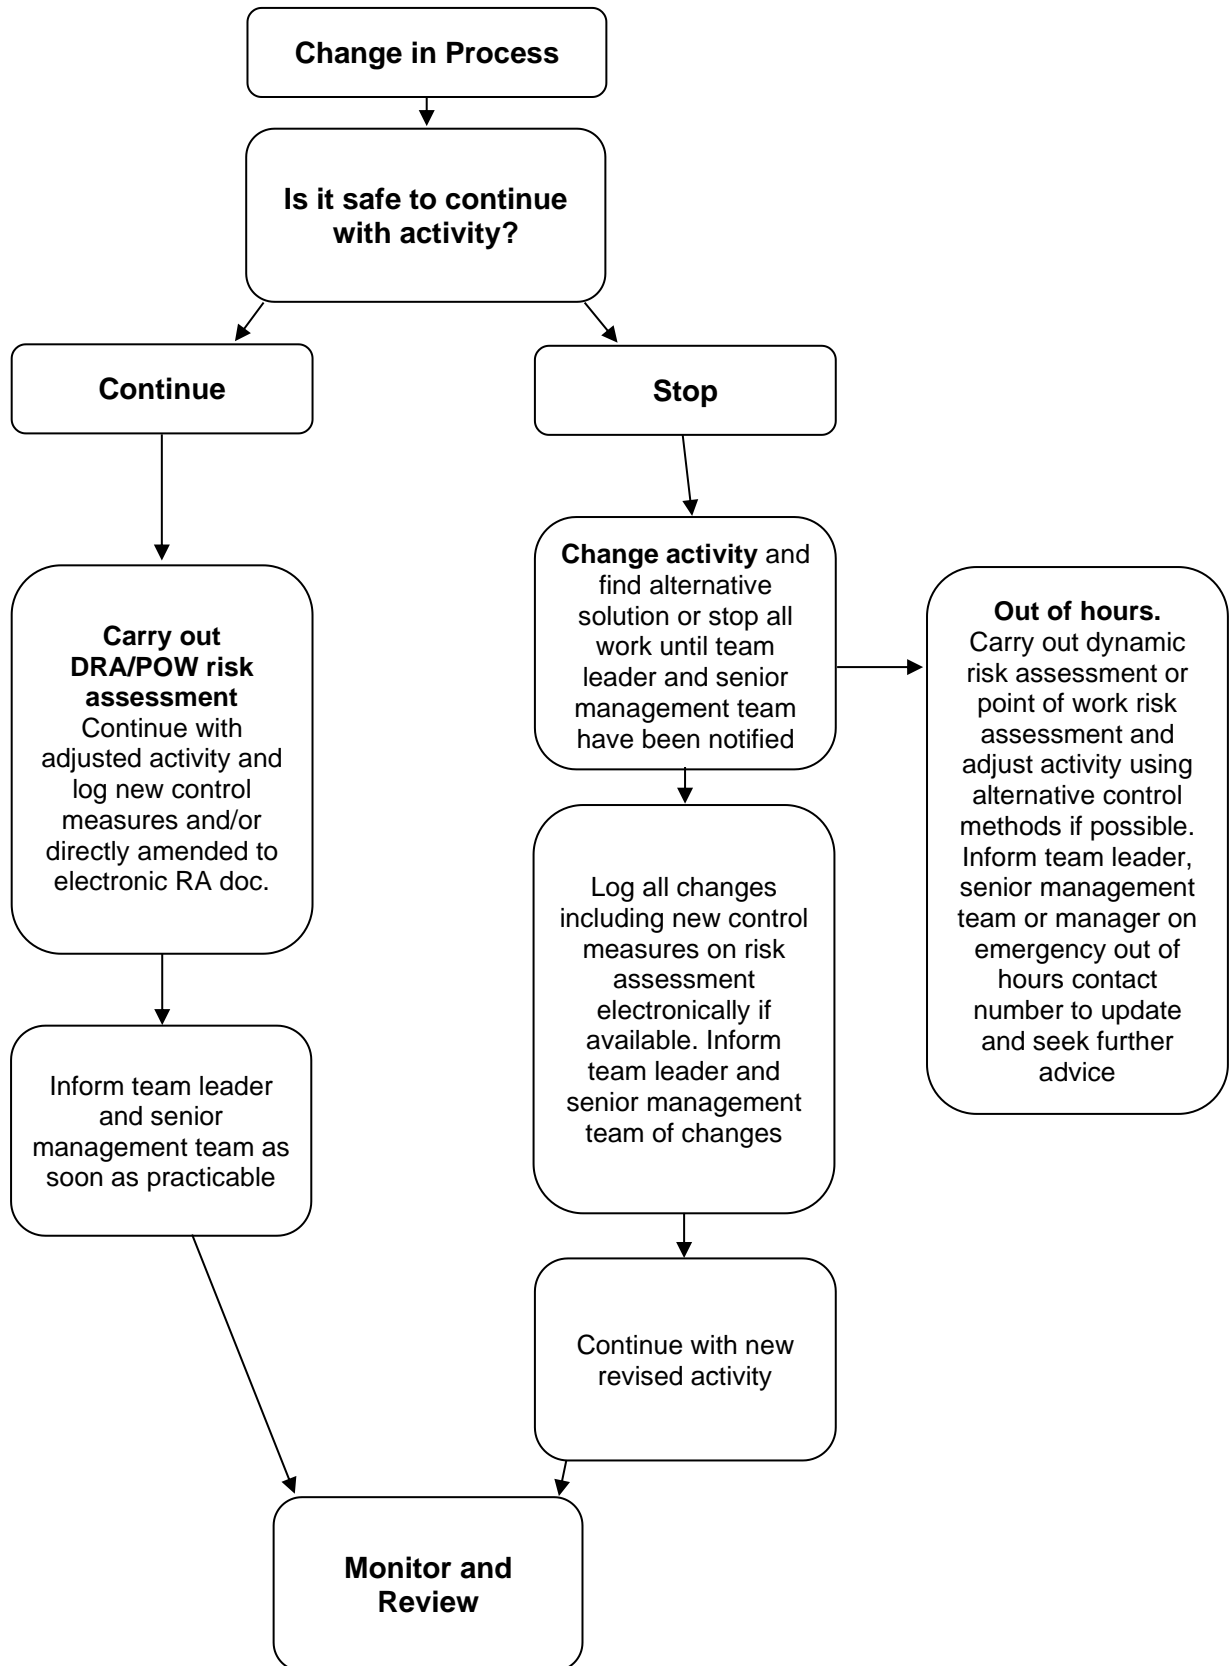 Change in Process
Is it safe to continue
with activity?
Continue
Stop
Carry out
DRA/POW risk
assessment
Continue with
adjusted activity and
log new control
measures and/or
directly amended to
electronic RA doc.
Inform team leader
and senior
management team as
soon as practicable
Change activity and
find alternative
solution or stop all
work until team
leader and senior
management team
have been notified
Out of hours.
Carry out dynamic
risk assessment or
point of work risk
assessment and
adjust activity using
alternative control
methods if possible.
Inform team leader,
senior management
team or manager on
emergency out of
hours contact
number to update
and seek further
advice
Log all changes
including new control
measures on risk
assessment
electronically if
available. Inform
team leader and
senior management
team of changes
Continue with new
revised activity
Monitor and
Review